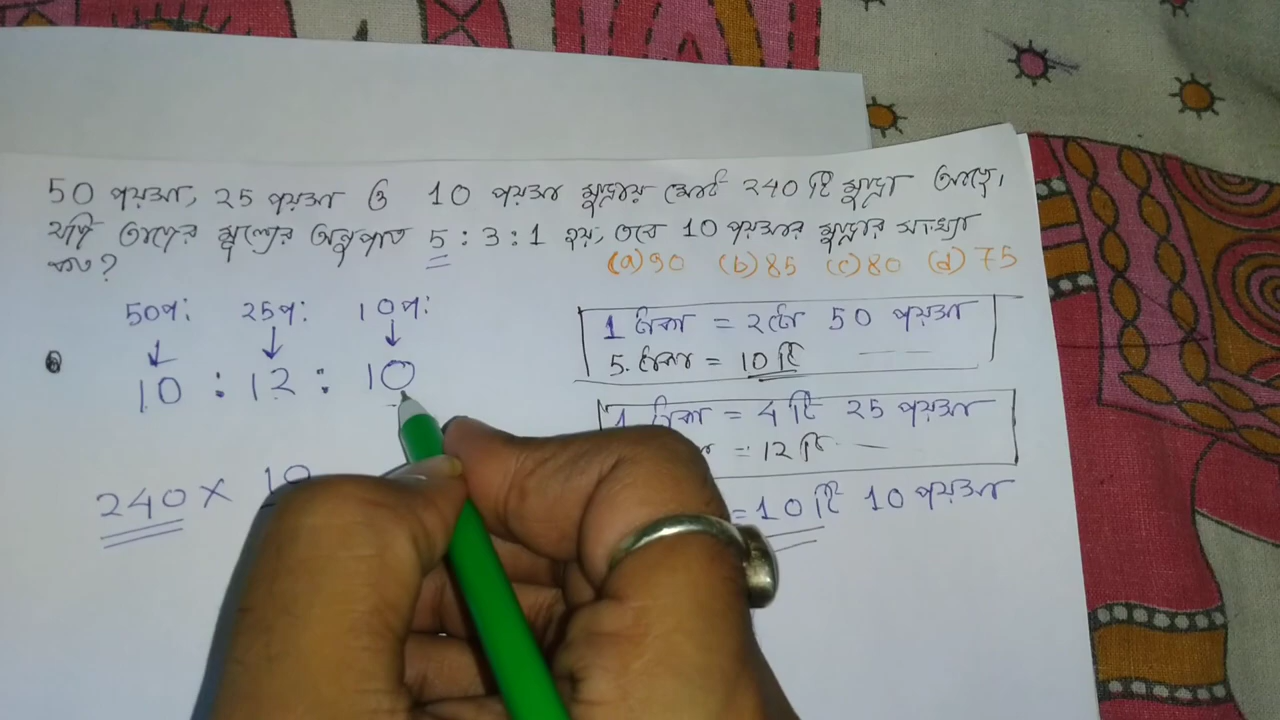 50 পয়সা, 25 পয়সা ও 10 পয়সা মুদ্রায় মোট 240 টি মুদ্রা আছে,
যদি তাদের মূল্যের অনুপাত 5 : 3 : 1 হয়, তবে 10 পয়সার মুদ্রার সংখ্যা
কত?
(a) 90 (b) 85 (c) 80 (d) 75
50প: 25প: 10প:
10 : 12 : 10
240 × 10
1 টাকা = 2টো 50 পয়সা
5 টাকায় = 10 টি
1 টাকা = 4 টি 25 পয়সা
= 12 টি
= 10 টি 10 পয়সা